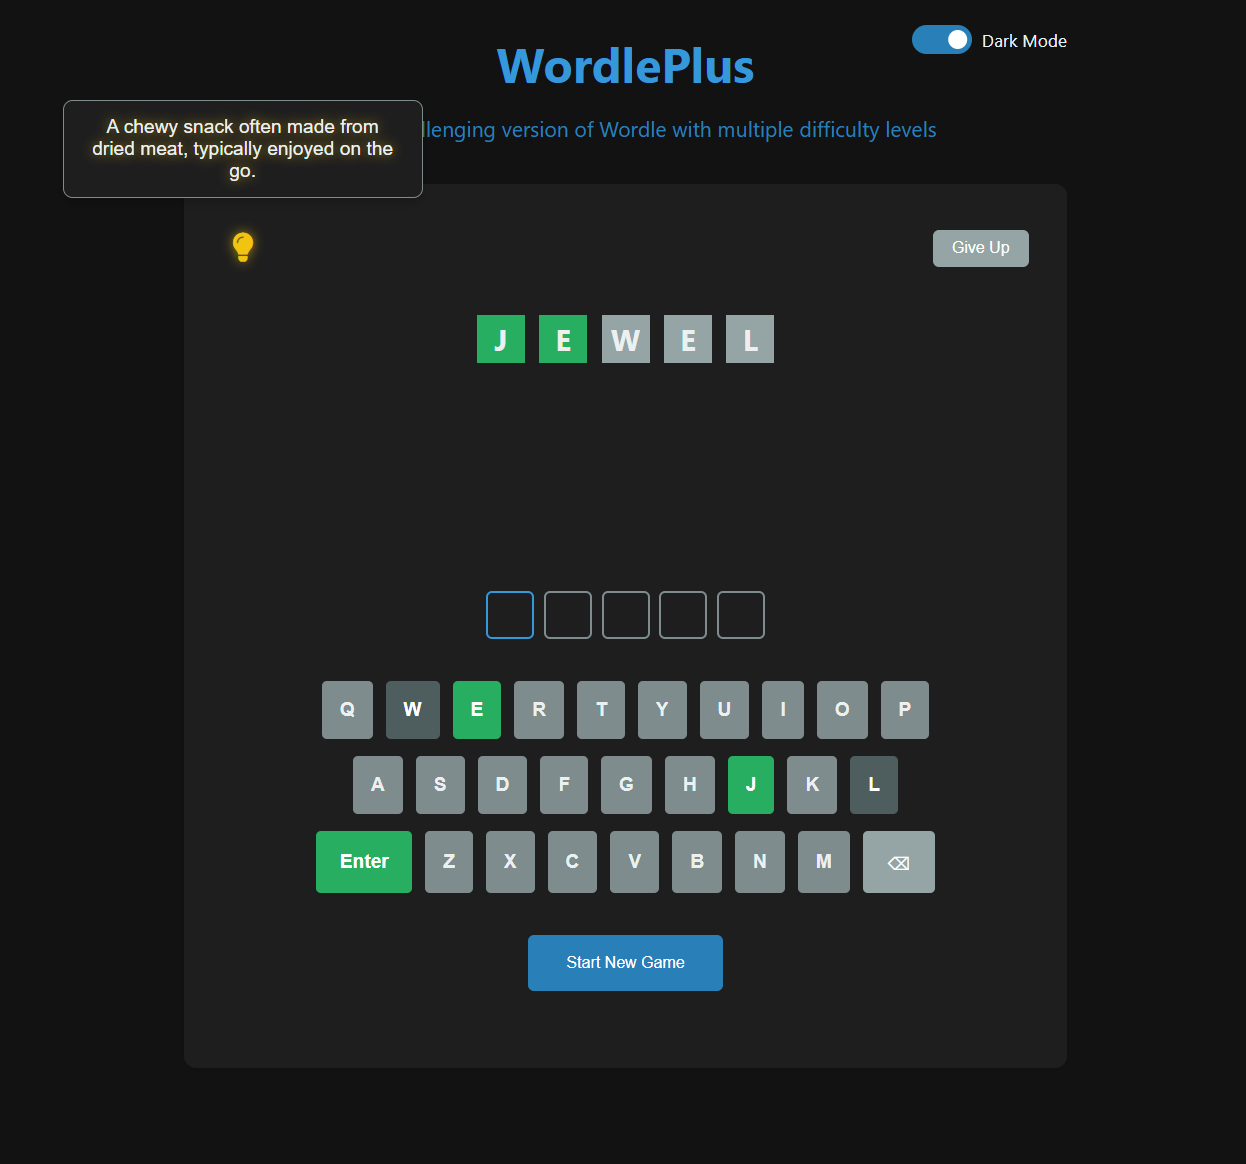 Dark Mode
WordlePlus
llenging version of Wordle with multiple difficulty levels
A chewy snack often made from
dried meat, typically enjoyed on the
go.
Give Up
J E W E L
Q W E R T Y U I O P
A S D F G H J K L
Enter Z X C V B N M ⌫
Start New Game